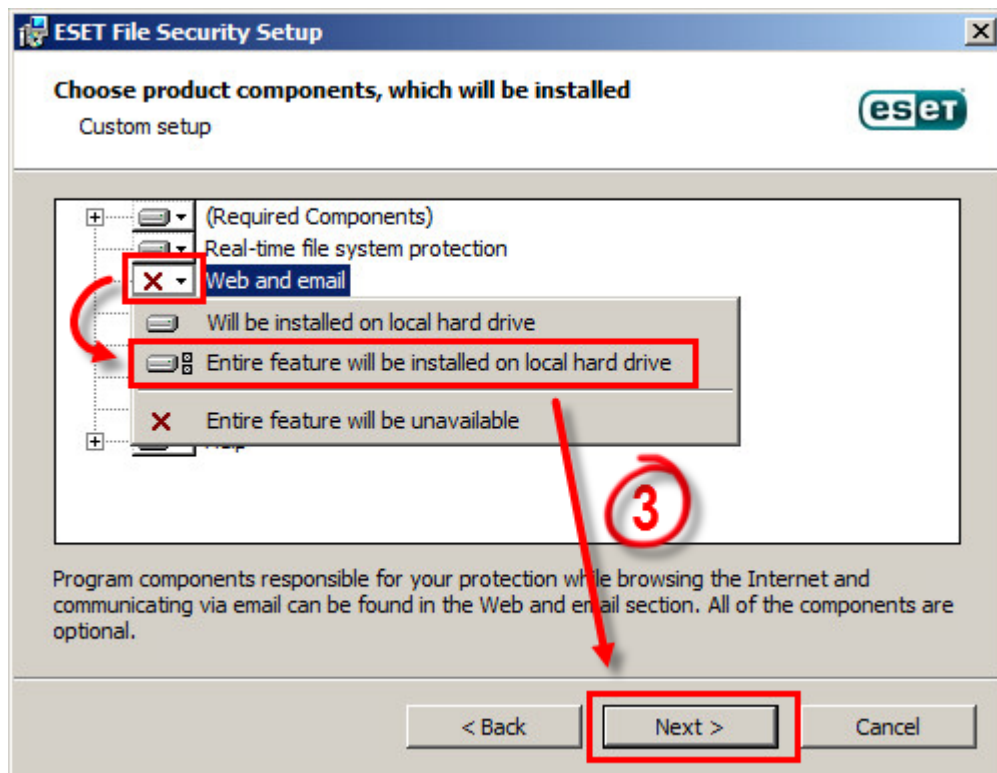 ESET File Security Setup
Choose product components, which will be installed
Custom setup
eset
(Required Components)
Real-time file system protection
Web and email
Will be installed on local hard drive
Entire feature will be installed on local hard drive
Entire feature will be unavailable
3
Program components responsible for your protection while browsing the Internet and
communicating via email can be found in the Web and email section. All of the components are
optional.
< Back
Next >
Cancel